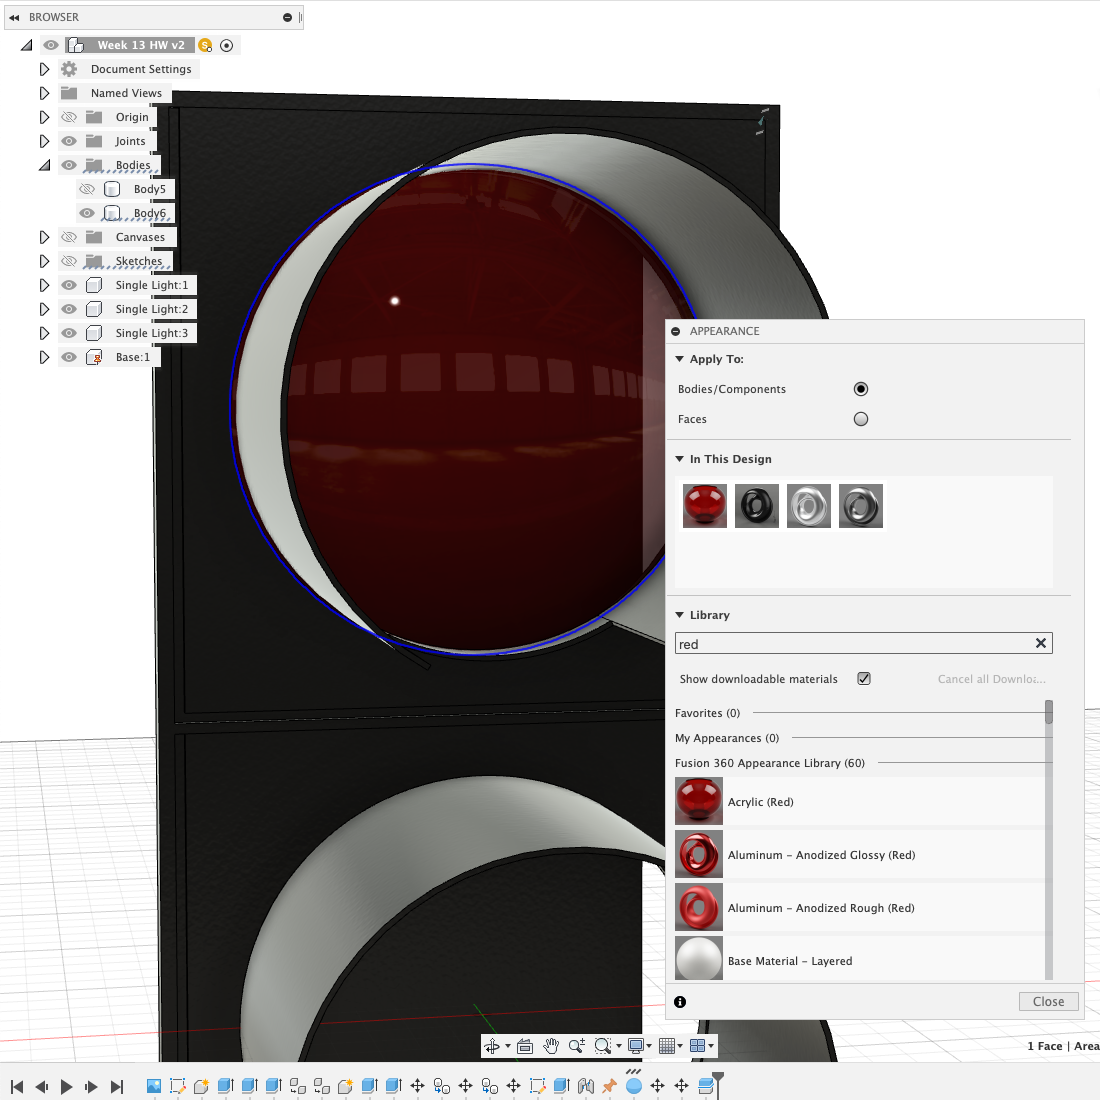 BROWSER
Week 13 HW v2
S
Document Settings
Named Views
Origin
Joints
Bodies
Body5
Body6
Canvases
Sketches
Single Light:1
Single Light:2
Single Light:3
Base:1
APPEARANCE
Apply To:
Bodies/Components
Faces
In This Design
Library
red
Show downloadable materials
Cancel all Downloa...
Favorites (0)
My Appearances (0)
Fusion 360 Appearance Library (60)
Acrylic (Red)
Aluminum - Anodized Glossy (Red)
Aluminum - Anodized Rough (Red)
Base Material - Layered
Close
1 Face | Area